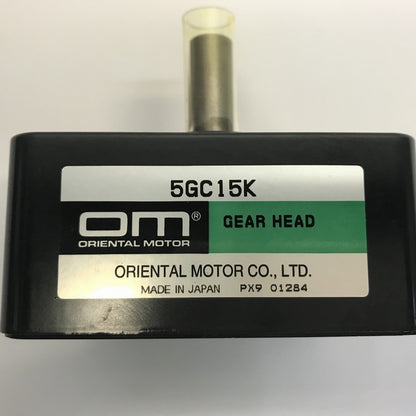 5GC15K
om®
ORIENTAL MOTOR
GEAR HEAD
ORIENTAL MOTOR CO., LTD.
MADE IN JAPAN PX9 01284